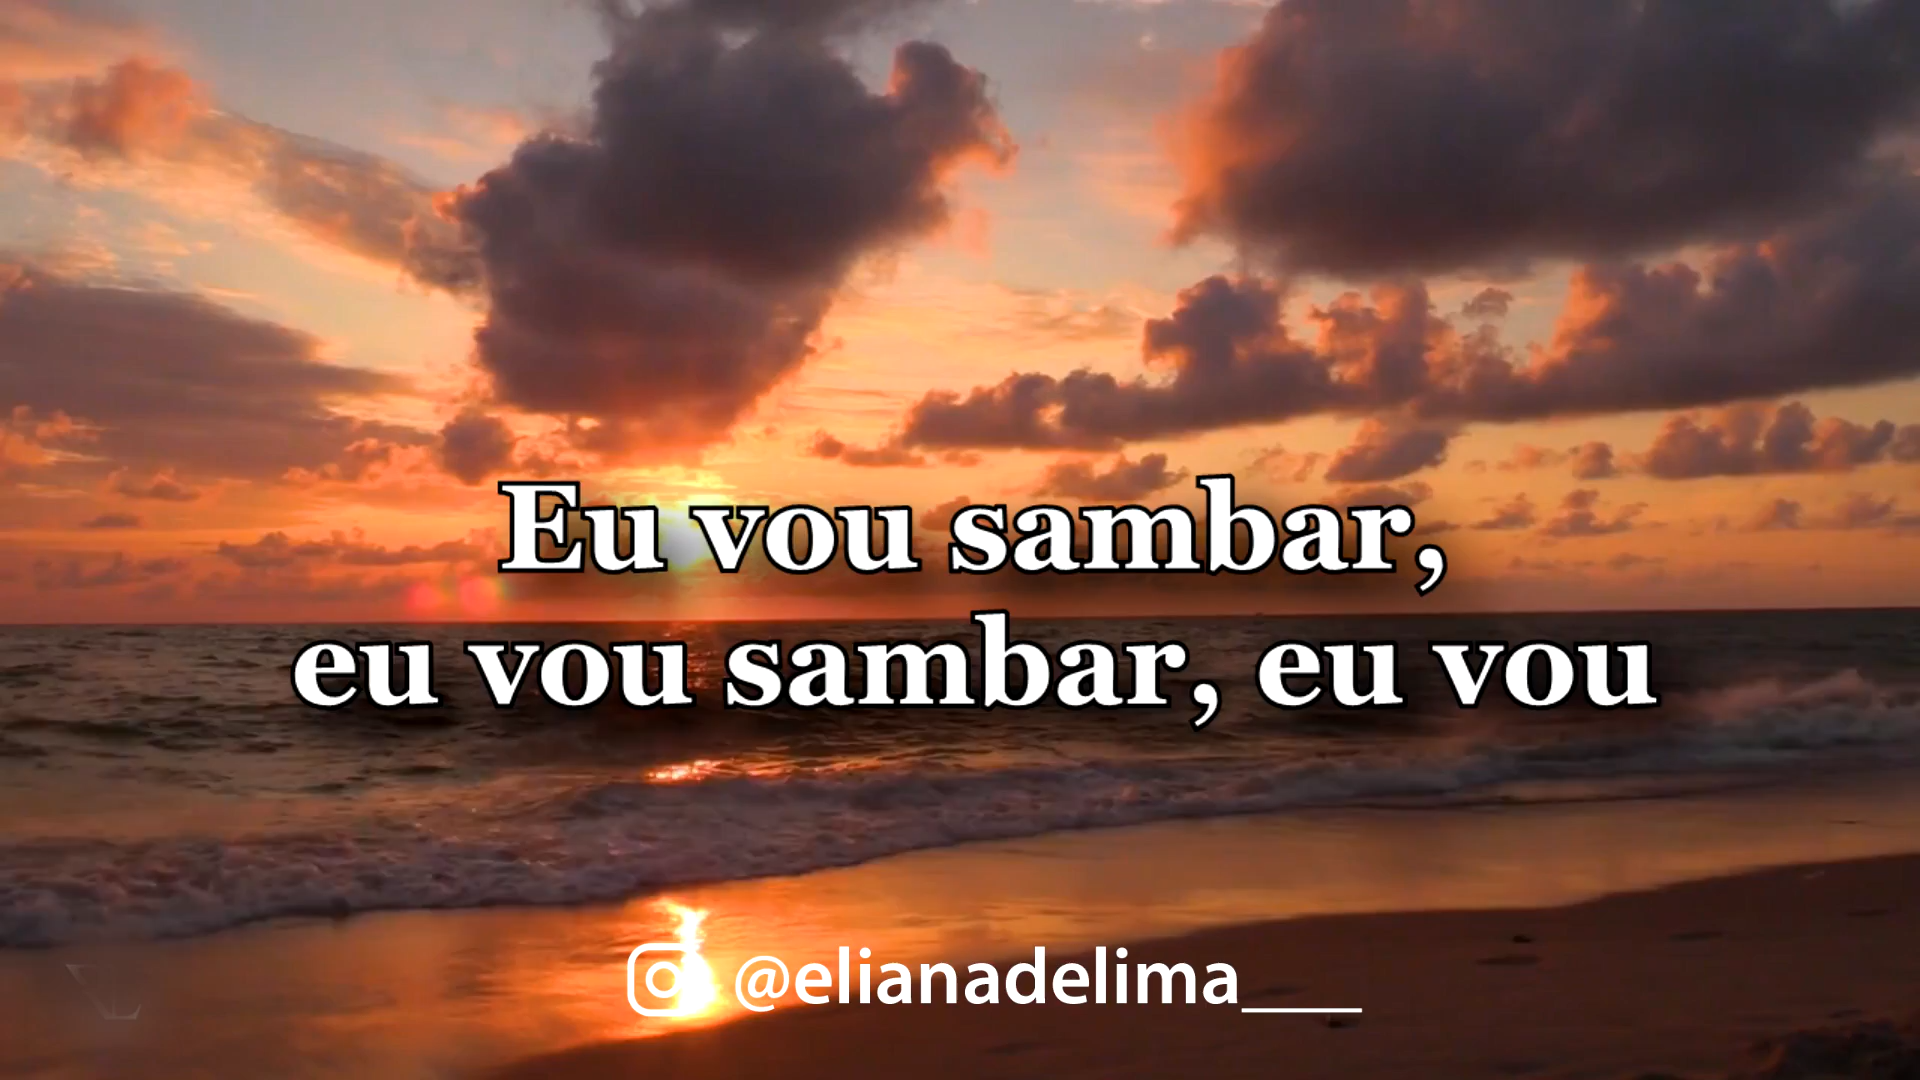 Eu vou sambar,
eu vou sambar, eu vou
@elianadelima___